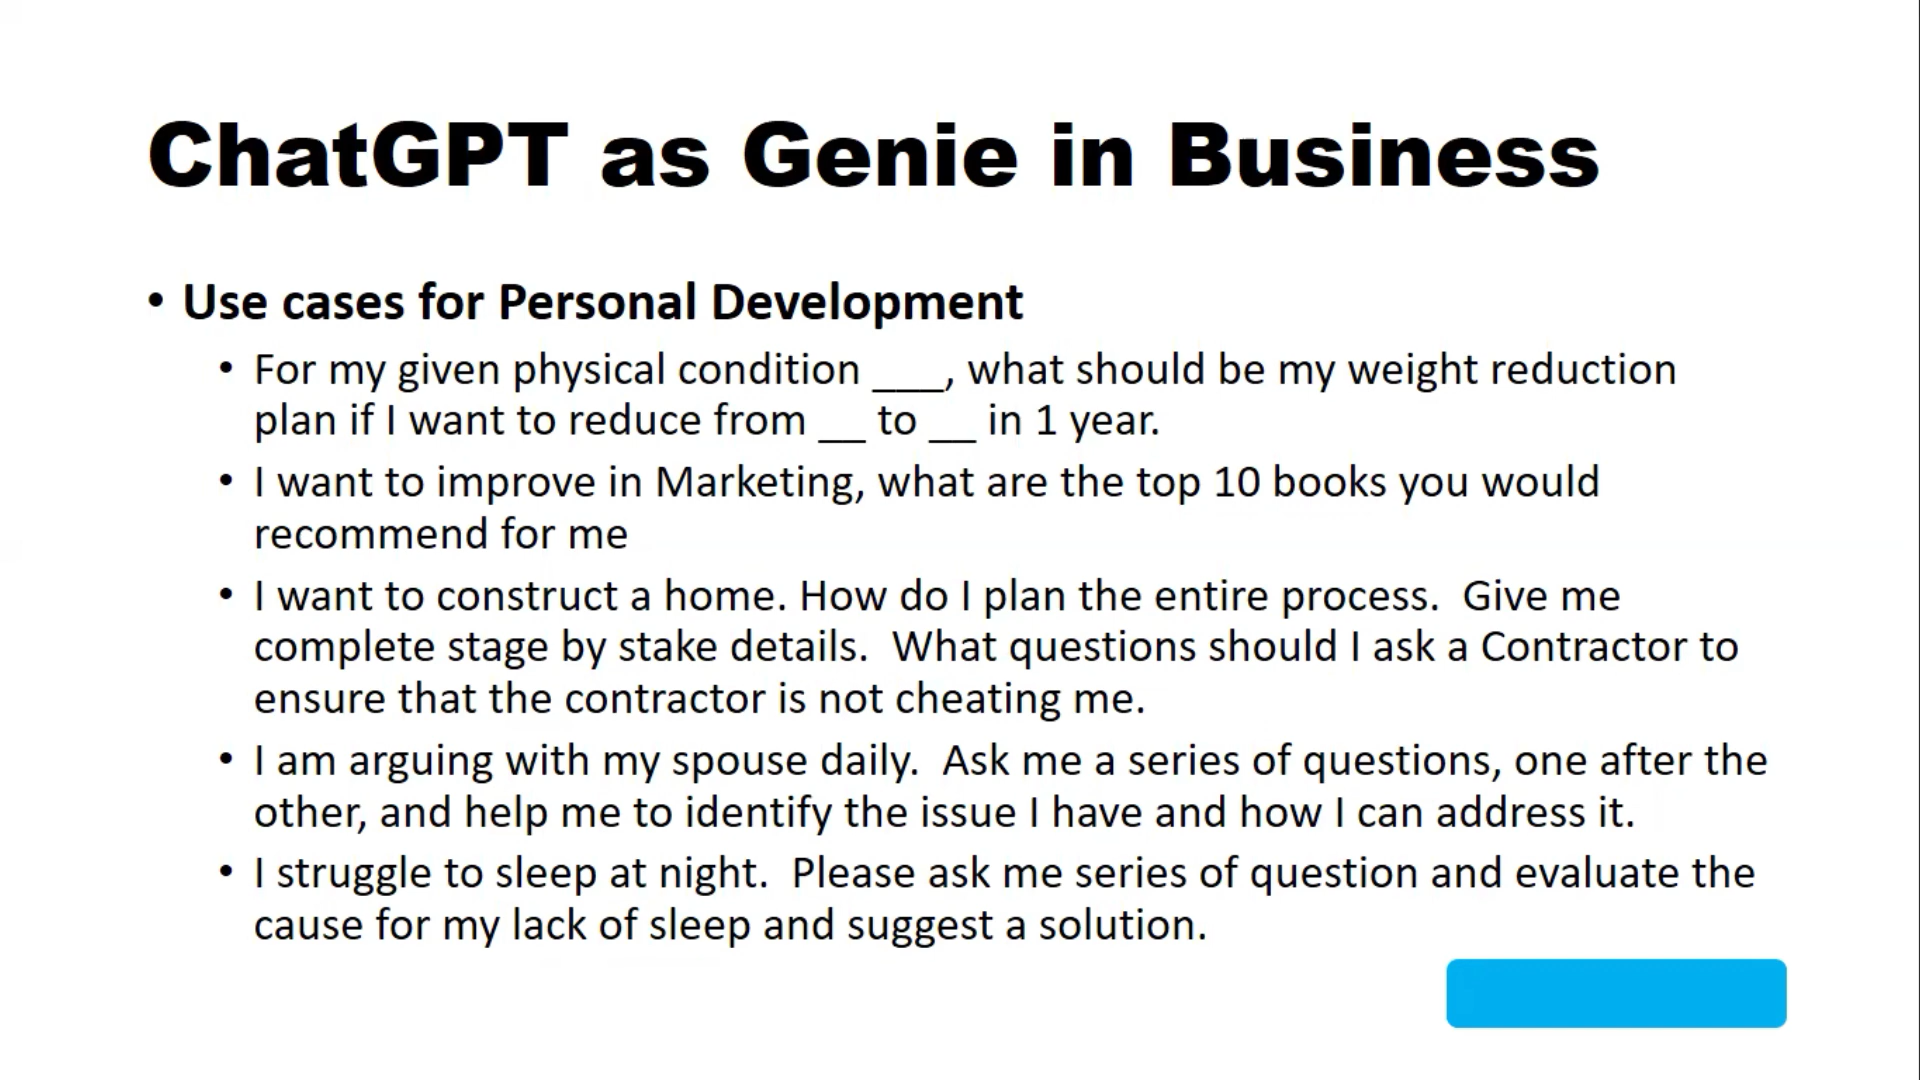 ChatGPT as Genie in Business
• Use cases for Personal Development
• For my given physical condition ___, what should be my weight reduction
plan if I want to reduce from __ to __ in 1 year.
• I want to improve in Marketing, what are the top 10 books you would
recommend for me
• I want to construct a home. How do I plan the entire process.  Give me
complete stage by stake details.  What questions should I ask a Contractor to
ensure that the contractor is not cheating me.
• I am arguing with my spouse daily.  Ask me a series of questions, one after the
other, and help me to identify the issue I have and how I can address it.
• I struggle to sleep at night.  Please ask me series of question and evaluate the
cause for my lack of sleep and suggest a solution.